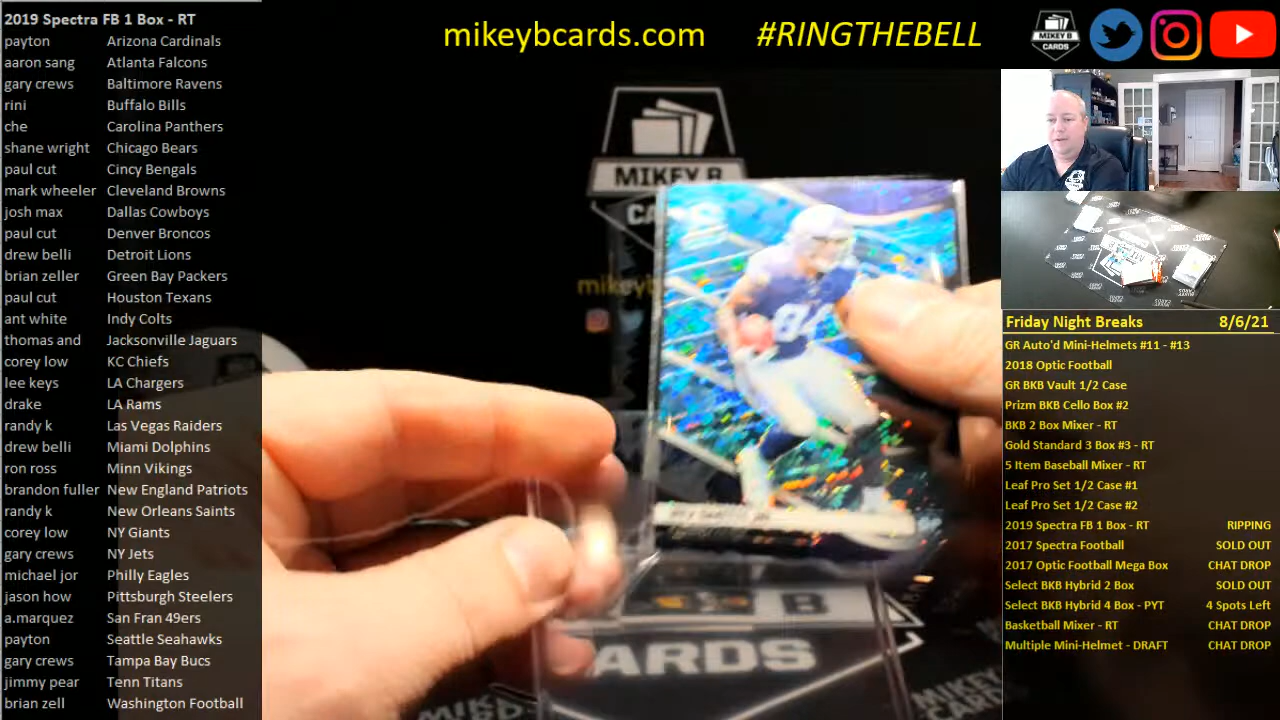 2019 Spectra FB 1 Box - RT
payton Arizona Cardinals
aaron sang Atlanta Falcons
gary crews Baltimore Ravens
rini Buffalo Bills
che Carolina Panthers
shane wright Chicago Bears
paul cut Cincy Bengals
mark wheeler Cleveland Browns
josh max Dallas Cowboys
paul cut Denver Broncos
drew belli Detroit Lions
brian zeller Green Bay Packers
paul cut Houston Texans
ant white Indy Colts
thomas and Jacksonville Jaguars
corey low KC Chiefs
lee keys LA Chargers
drake LA Rams
randy k Las Vegas Raiders
drew belli Miami Dolphins
ron ross Minn Vikings
brandon fuller New England Patriots
randy k New Orleans Saints
corey low NY Giants
gary crews NY Jets
michael jor Philly Eagles
jason how Pittsburgh Steelers
a.marquez San Fran 49ers
payton Seattle Seahawks
gary crews Tampa Bay Bucs
jimmy pear Tenn Titans
brian zell Washington Football
mikeybcards.com #RINGTHEBELL
MIKEY B
CARDS
MIKEY B
CA
mikeyb
B
CARDS
MIKEY B
CARDS
Friday Night Breaks 8/6/21
GR Auto'd Mini-Helmets #11 - #13
2018 Optic Football
GR BKB Vault 1/2 Case
Prizm BKB Cello Box #2
BKB 2 Box Mixer - RT
Gold Standard 3 Box #3 - RT
5 Item Baseball Mixer - RT
Leaf Pro Set 1/2 Case #1
Leaf Pro Set 1/2 Case #2
2019 Spectra FB 1 Box - RT RIPPING
2017 Spectra Football SOLD OUT
2017 Optic Football Mega Box CHAT DROP
Select BKB Hybrid 2 Box SOLD OUT
Select BKB Hybrid 4 Box - PYT 4 Spots Left
Basketball Mixer - RT CHAT DROP
Multiple Mini-Helmet - DRAFT CHAT DROP